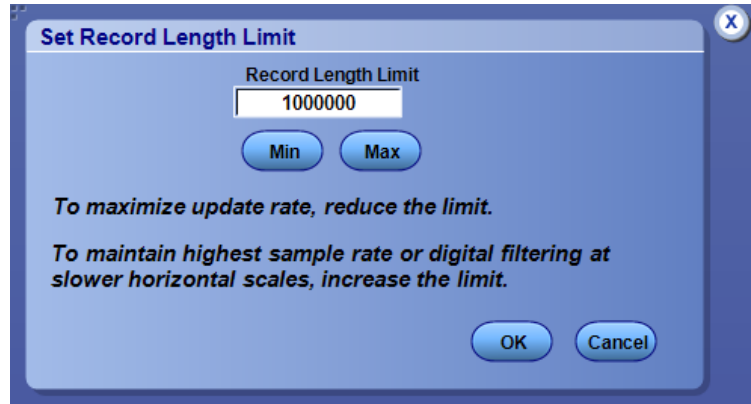 X
Set Record Length Limit
Record Length Limit
1000000
Min Max
To maximize update rate, reduce the limit.
To maintain highest sample rate or digital filtering at
slower horizontal scales, increase the limit.
OK Cancel